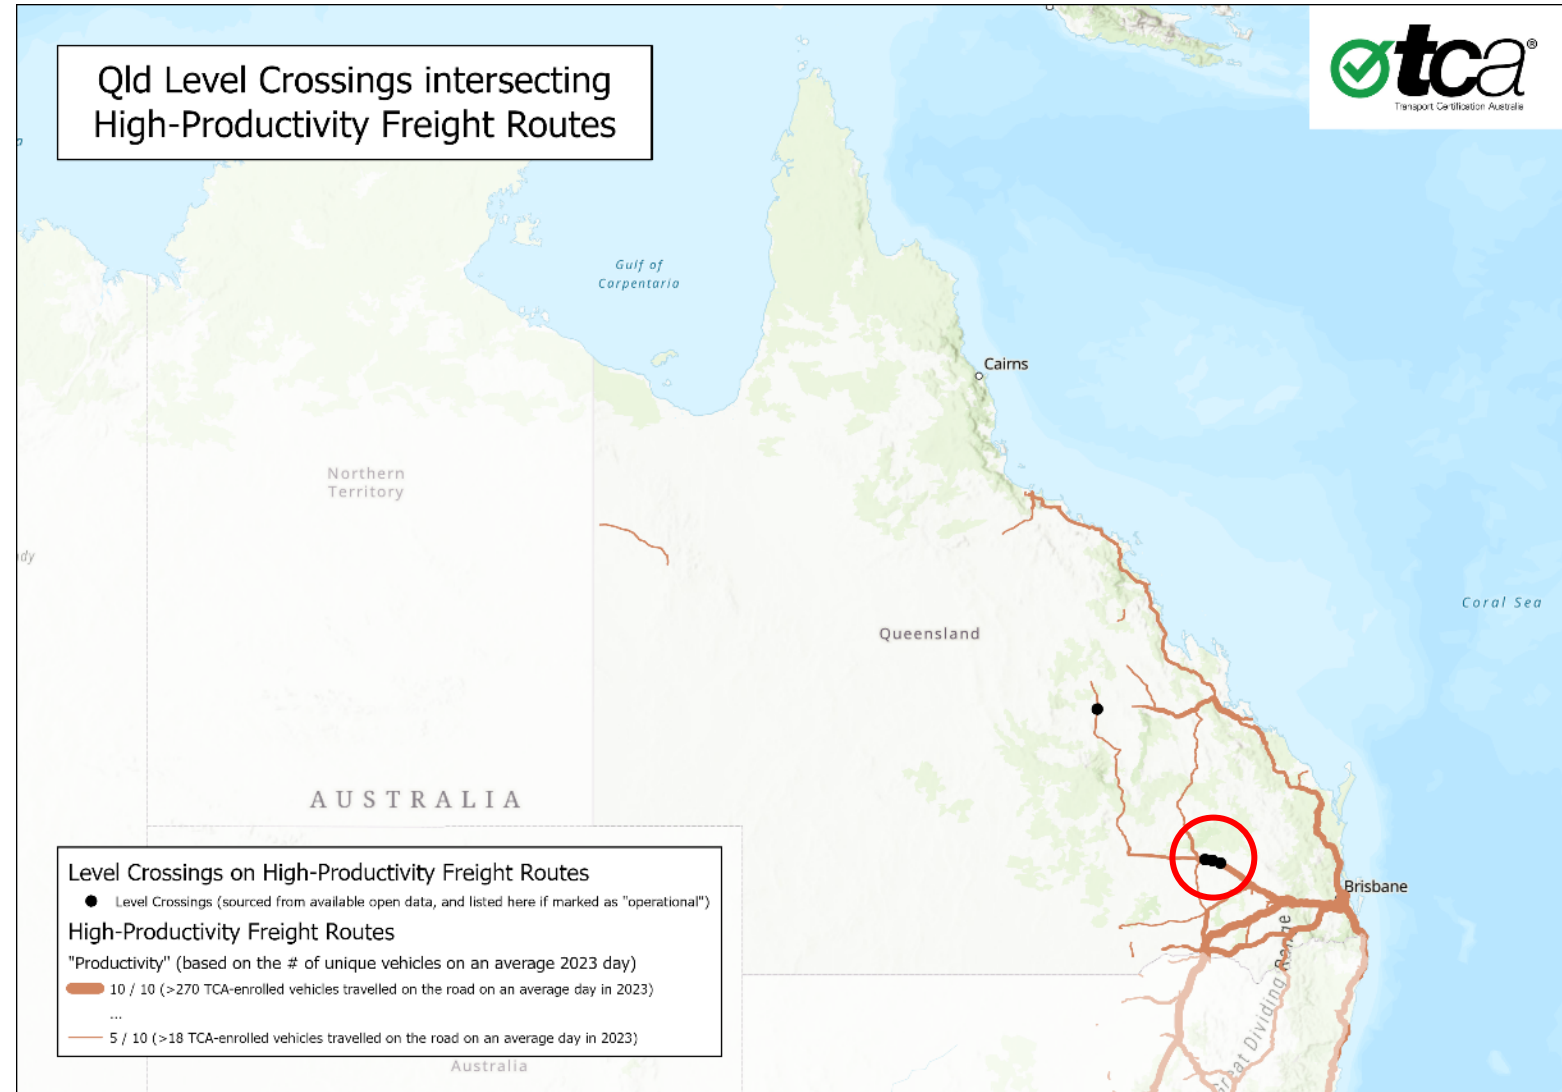 Qld Level Crossings intersecting
High-Productivity Freight Routes
tca®
Transport Certification Australia
Gulf of
Carpentaria
Cairns
Northern
Territory
dy
Coral Sea
Queensland
AUSTRALIA
Brisbane
Great Dividing Range
Level Crossings on High-Productivity Freight Routes
Level Crossings (sourced from available open data, and listed here if marked as "operational")
High-Productivity Freight Routes
"Productivity" (based on the # of unique vehicles on an average 2023 day)
10 / 10 (>270 TCA-enrolled vehicles travelled on the road on an average day in 2023)
...
5 / 10 (>18 TCA-enrolled vehicles travelled on the road on an average day in 2023)
Australia